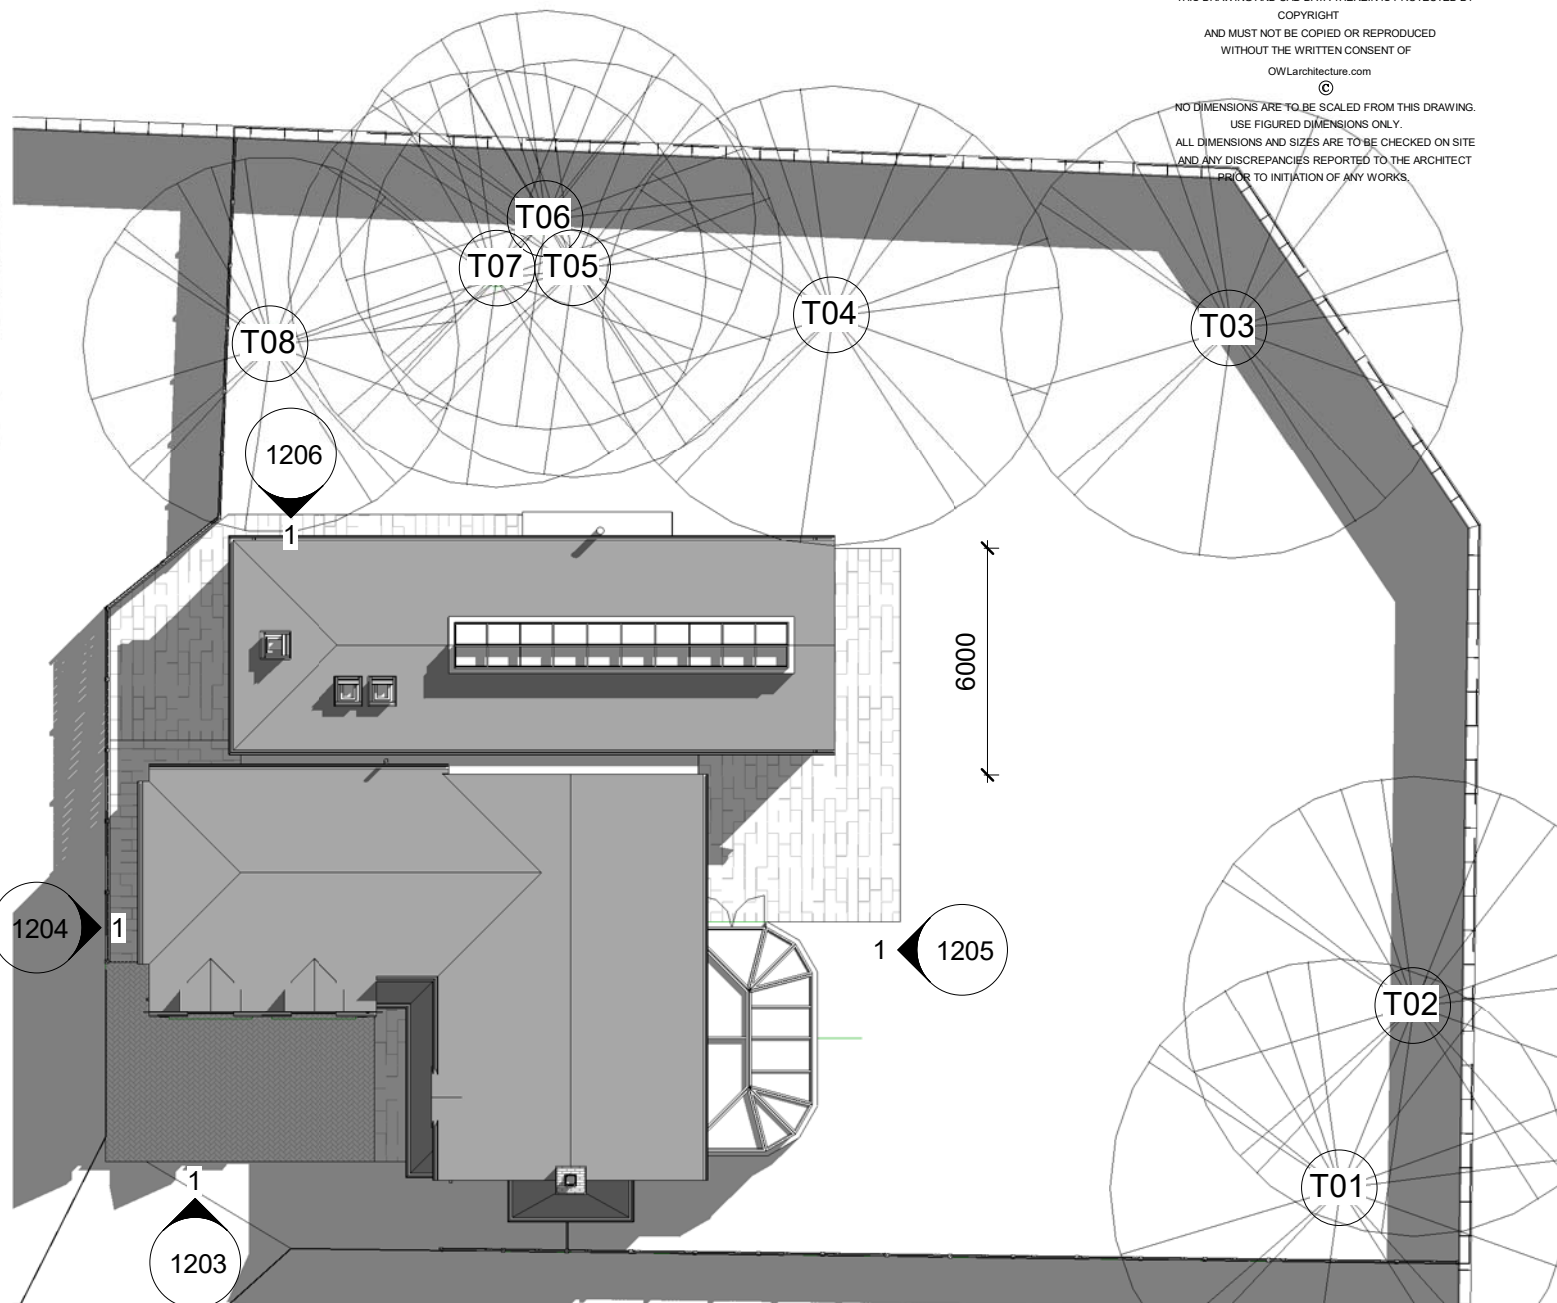 COPYRIGHT
AND MUST NOT BE COPIED OR REPRODUCED
WITHOUT THE WRITTEN CONSENT OF
OWLarchitecture.com
©
NO DIMENSIONS ARE TO BE SCALED FROM THIS DRAWING.
USE FIGURED DIMENSIONS ONLY.
ALL DIMENSIONS AND SIZES ARE TO BE CHECKED ON SITE
AND ANY DISCREPANCIES REPORTED TO THE ARCHITECT
PRIOR TO INITIATION OF ANY WORKS.
T06
T07
T05
T04
T03
T08
1206
1
6000
1204
1
1
1205
T02
T01
1
1203